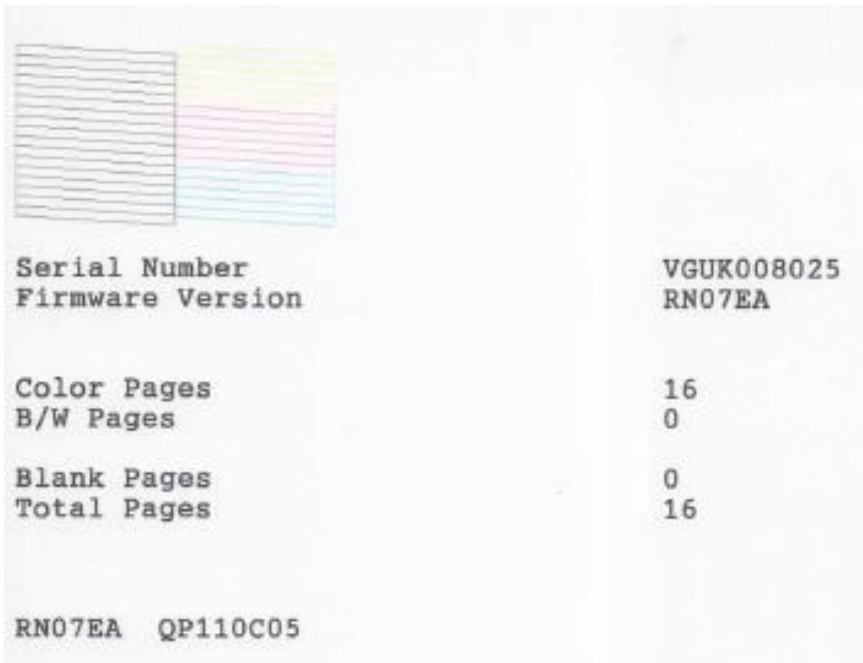 Serial Number VGUK008025
Firmware Version RN07EA
Color Pages 16
B/W Pages 0
Blank Pages 0
Total Pages 16
RN07EA QP110C05